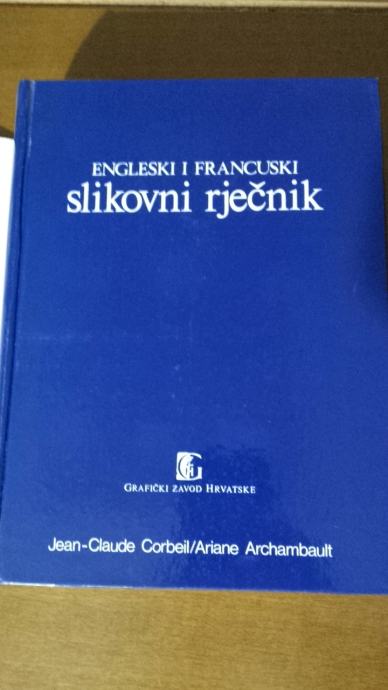 ENGLESKI I FRANCUSKI
slikovni rječnik
GRAFIČKI ZAVOD HRVATSKE
Jean-Claude Corbeil/Ariane Archambault